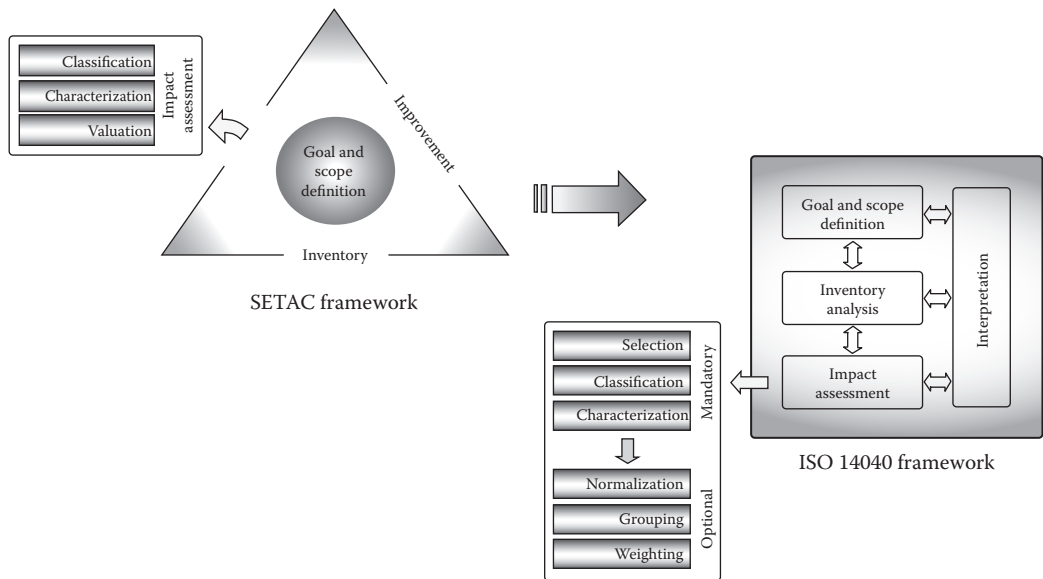 Classification
Characterization
Valuation
Impact
assessment
Improvement
Goal and
scope
definition
Inventory
SETAC framework
Goal and scope
definition
Inventory
analysis
Impact
assessment
Interpretation
ISO 14040 framework
Selection
Classification
Characterization
Mandatory
Normalization
Grouping
Weighting
Optional